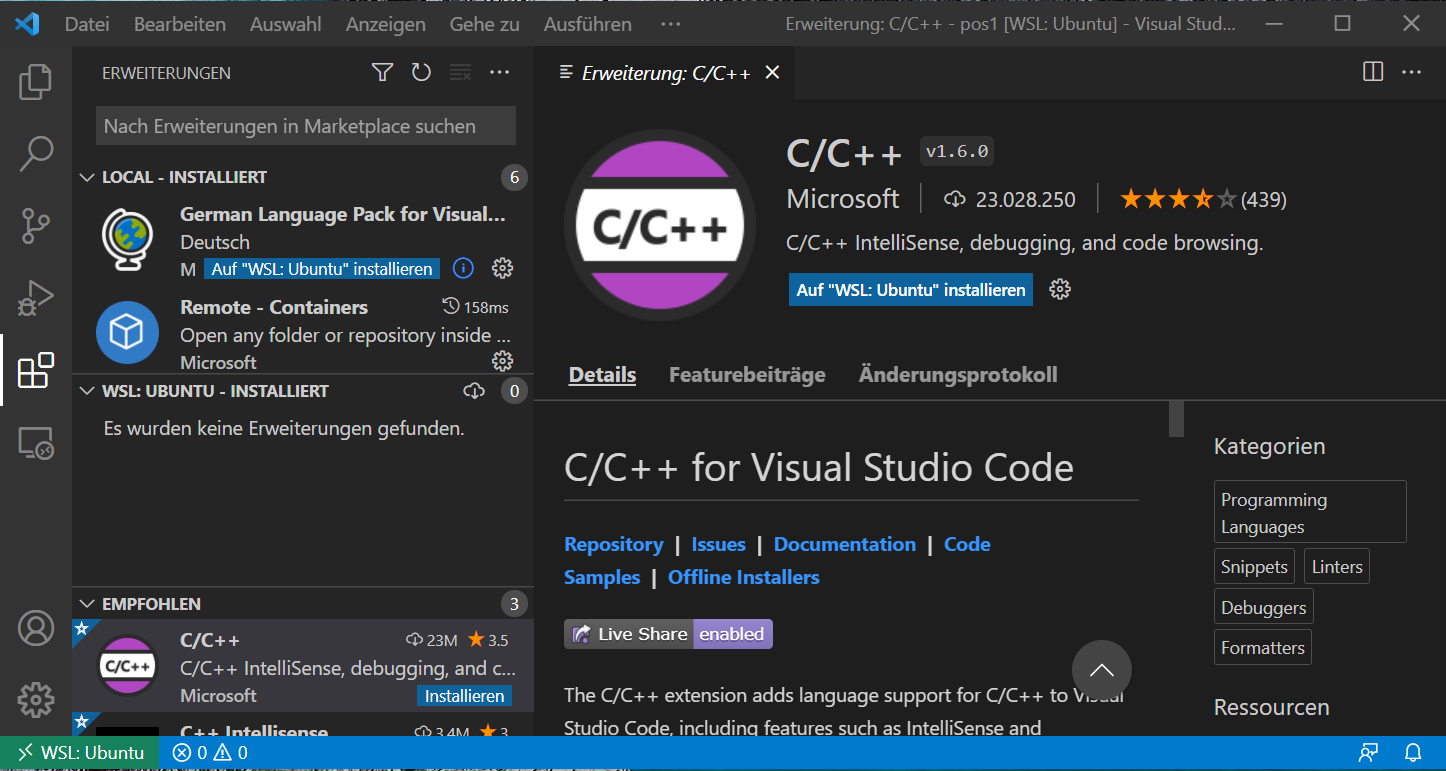 Datei Bearbeiten Auswahl Anzeigen Gehe zu Ausführen ··· Erweiterung: C/C++ - pos1 [WSL: Ubuntu] - Visual Stud...
ERWEITERUNGEN
Nach Erweiterungen in Marketplace suchen
LOCAL - INSTALLIERT 6
German Language Pack for Visual...
Deutsch
M Auf "WSL: Ubuntu" installieren
Remote - Containers 158ms
Open any folder or repository inside ...
Microsoft
WSL: UBUNTU - INSTALLIERT 0
Es wurden keine Erweiterungen gefunden.
EMPFOHLEN 3
C/C++ 23M 3.5
C/C++
C/C++ IntelliSense, debugging, and c...
Microsoft Installieren
C++ Intellisense 3.4M 3
Erweiterung: C/C++
C/C++
C/C++ v1.6.0
Microsoft 23.028.250 (439)
C/C++ IntelliSense, debugging, and code browsing.
Auf "WSL: Ubuntu" installieren
Details Featurebeiträge Änderungsprotokoll
C/C++ for Visual Studio Code
Repository | Issues | Documentation | Code
Samples | Offline Installers
Live Share enabled
The C/C++ extension adds language support for C/C++ to Visual
Studio Code, including features such as IntelliSense and
Kategorien
Programming
Languages
Snippets Linters
Debuggers
Formatters
Ressourcen
WSL: Ubuntu 0 0